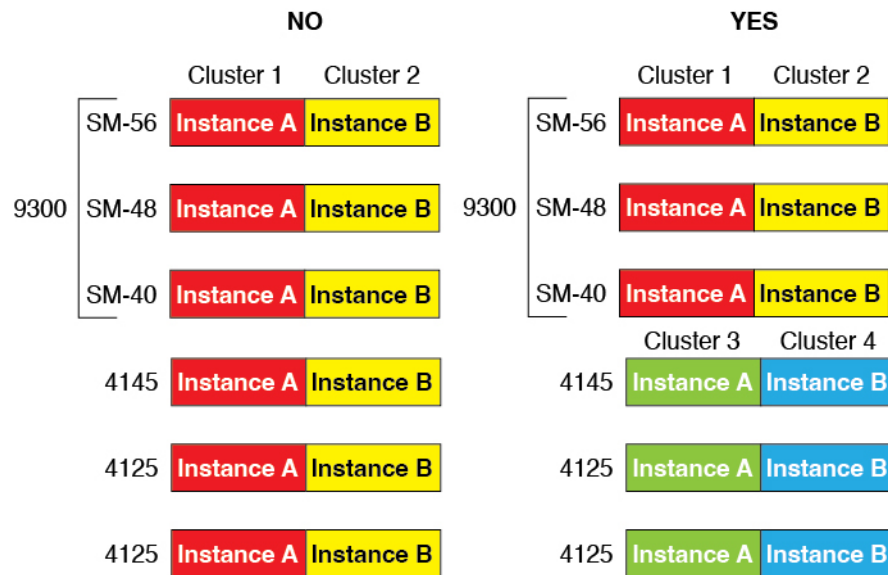 NO YES
Cluster 1 Cluster 2 Cluster 1 Cluster 2
SM-56 Instance A Instance B SM-56 Instance A Instance B
9300 SM-48 Instance A Instance B 9300 SM-48 Instance A Instance B
SM-40 Instance A Instance B SM-40 Instance A Instance B
Cluster 3 Cluster 4
4145 Instance A Instance B 4145 Instance A Instance B
4125 Instance A Instance B 4125 Instance A Instance B
4125 Instance A Instance B 4125 Instance A Instance B